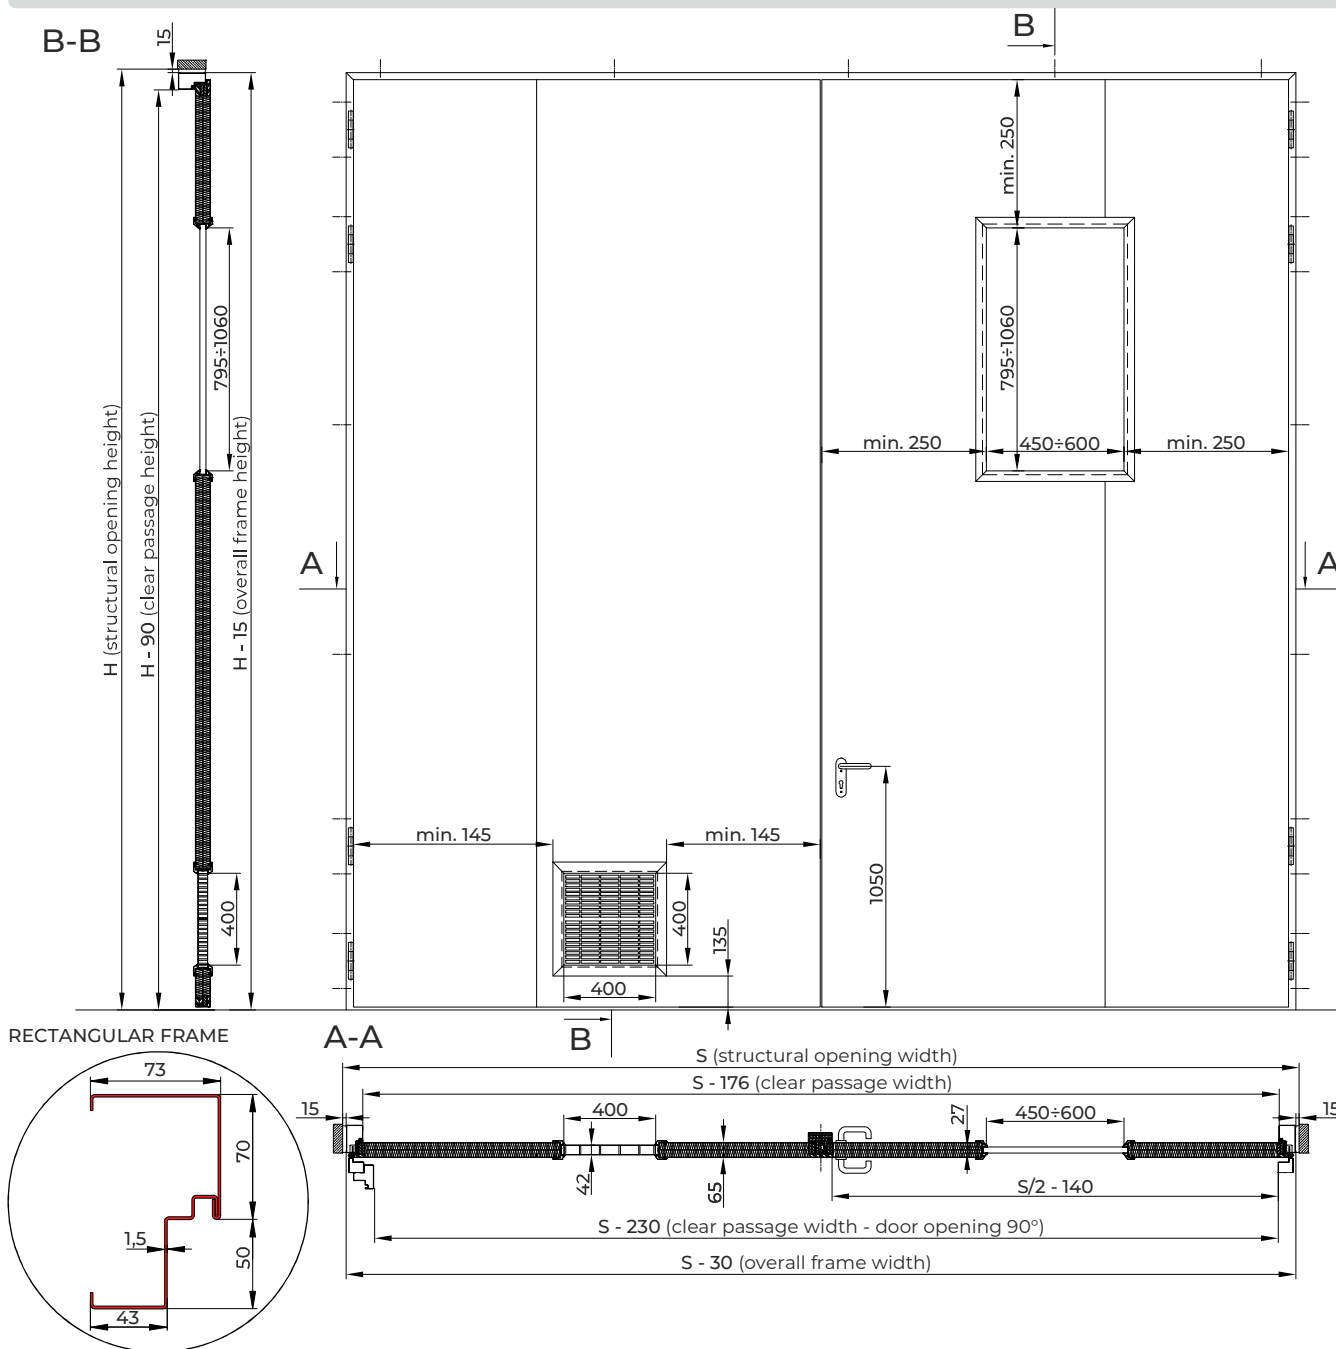 B-B
15
B
H (structural opening height)
H - 90 (clear passage height)
H - 15 (overall frame height)
795÷1060
400
min. 250
795÷1060
min. 250
450÷600
min. 250
A
A
min. 145
min. 145
1050
400
135
400
B
RECTANGULAR FRAME
73
70
1,5
50
43
A-A
S (structural opening width)
S - 176 (clear passage width)
15
400
27
450÷600
15
42
65
S/2 - 140
S - 230 (clear passage width - door opening 90°)
S - 30 (overall frame width)